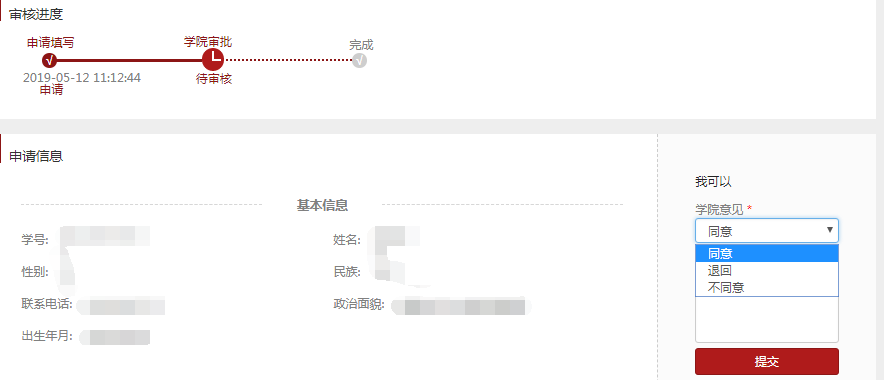 审核进度
申请填写 学院审批 完成
2019-05-12 11:12:44 待审核
申请
申请信息
基本信息
学号: 姓名:
性别: 民族:
联系电话: 政治面貌:
出生年月:
我可以
学院意见 *
同意
同意
退回
不同意
提交